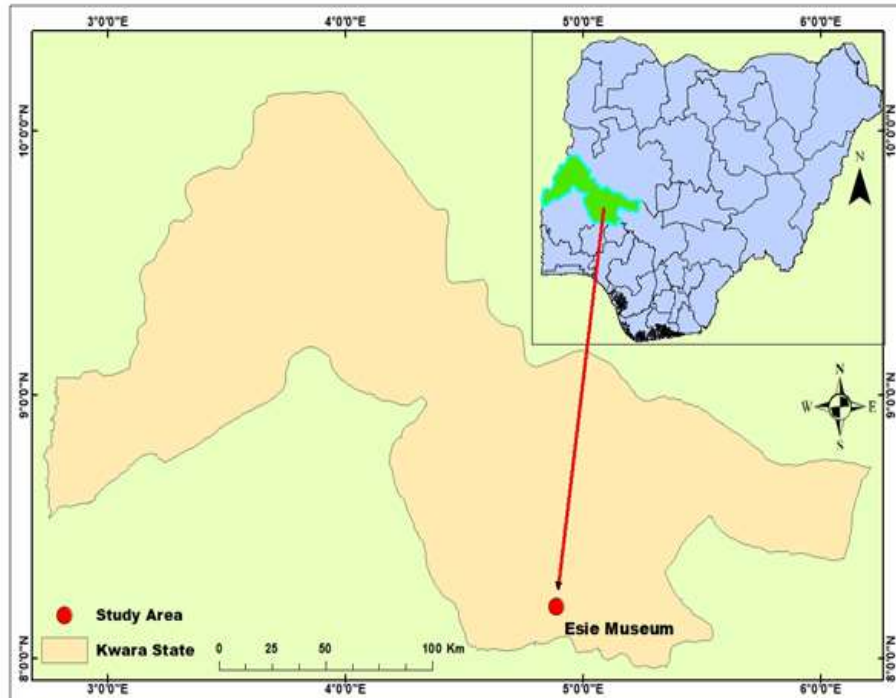 3°0'0"E 4°0'0"E 5°0'0"E 6°0'0"E
10°0'0"N
10°0'0"N
N
9°0'0"N
9°0'0"N
N
W E
S
Study Area
Esie Museum
Kwara State
0 25 50 100 Km
8°0'0"N
8°0'0"N
3°0'0"E 4°0'0"E 5°0'0"E 6°0'0"E